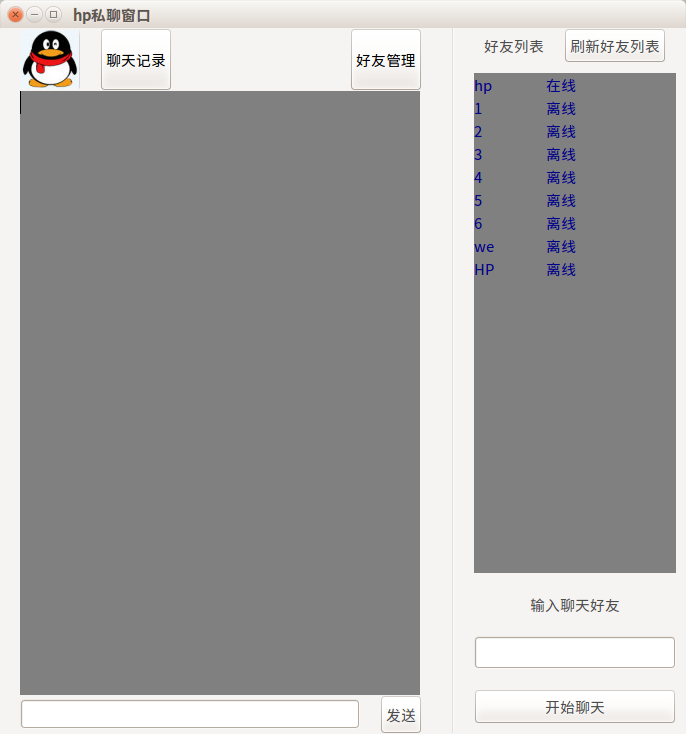 hp私聊窗口
聊天记录
好友管理
好友列表
刷新好友列表
hp 在线
1 离线
2 离线
3 离线
4 离线
5 离线
6 离线
we 离线
HP 离线
输入聊天好友
开始聊天
发送